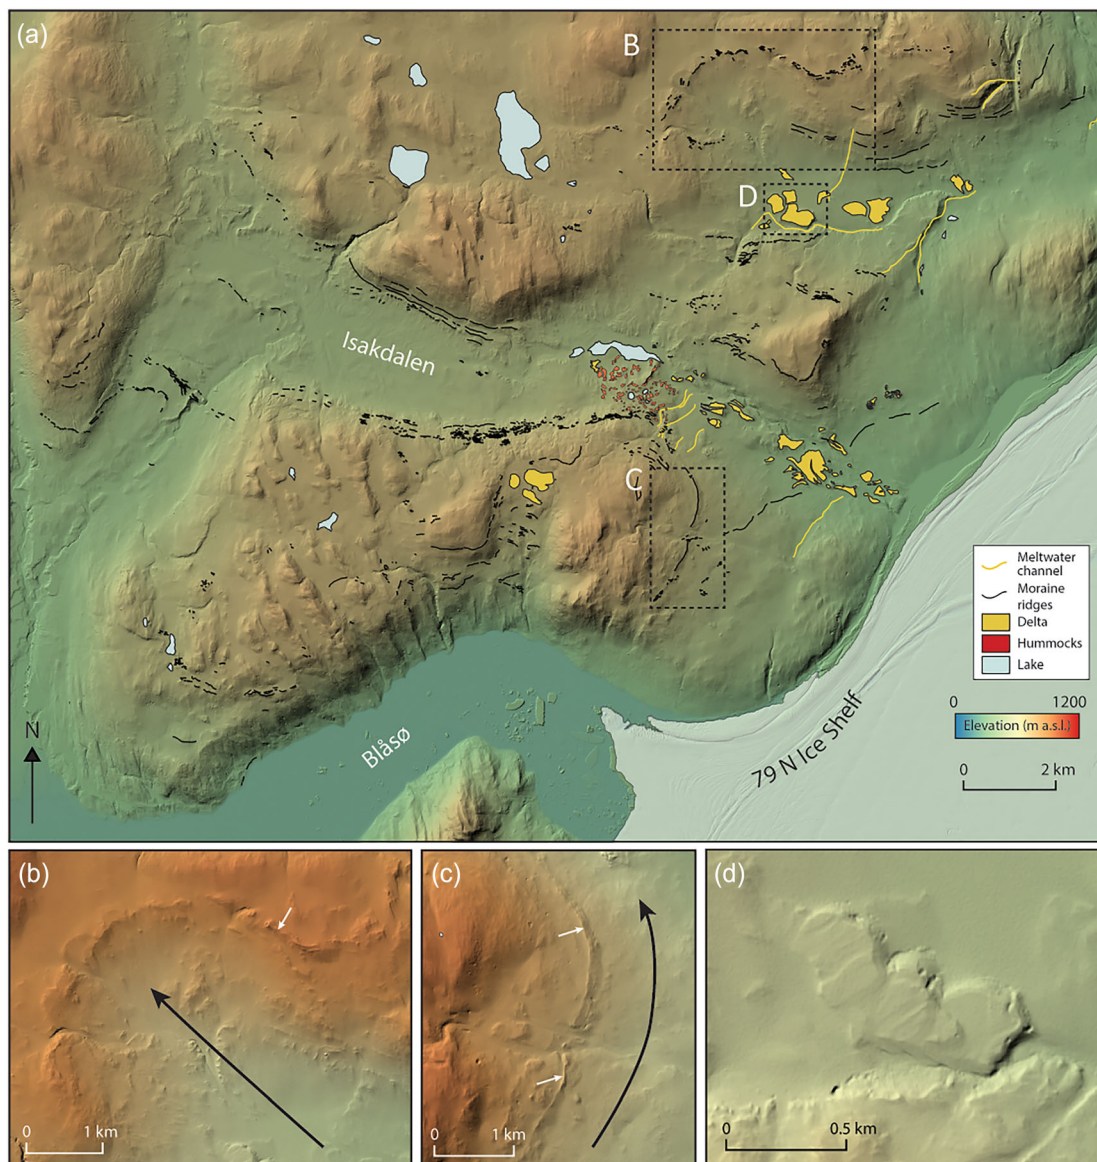 (a)
B
D
Isakdalen
C
Meltwater
channel
Moraine
ridges
Delta
Hummocks
Lake
0 1200
Elevation (m a.s.l.)
0 2 km
N
Blåsø
79 N Ice Shelf
(b)
0 1 km
(c)
0 1 km
(d)
0 0.5 km